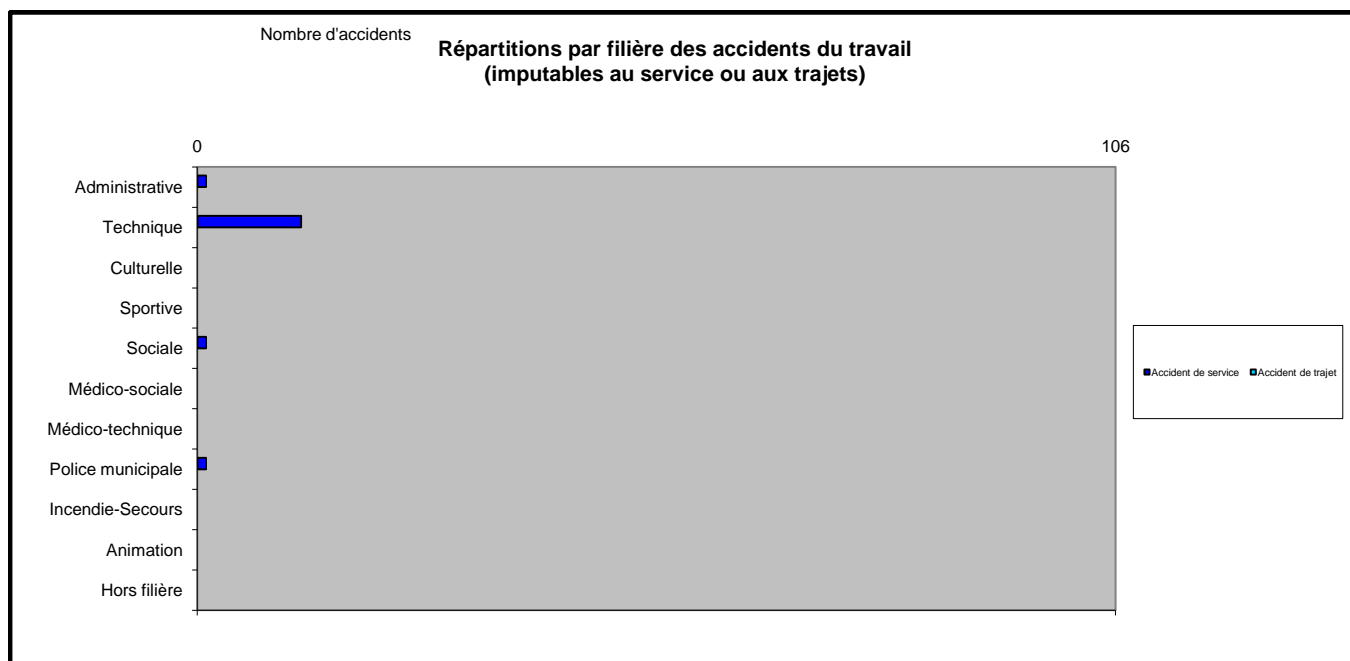 Nombre d'accidents
Répartitions par filière des accidents du travail
(imputables au service ou aux trajets)
0
106
Administrative
Technique
Culturelle
Sportive
Sociale
Médico-sociale
Médico-technique
Police municipale
Incendie-Secours
Animation
Hors filière
Accident de service
Accident de trajet